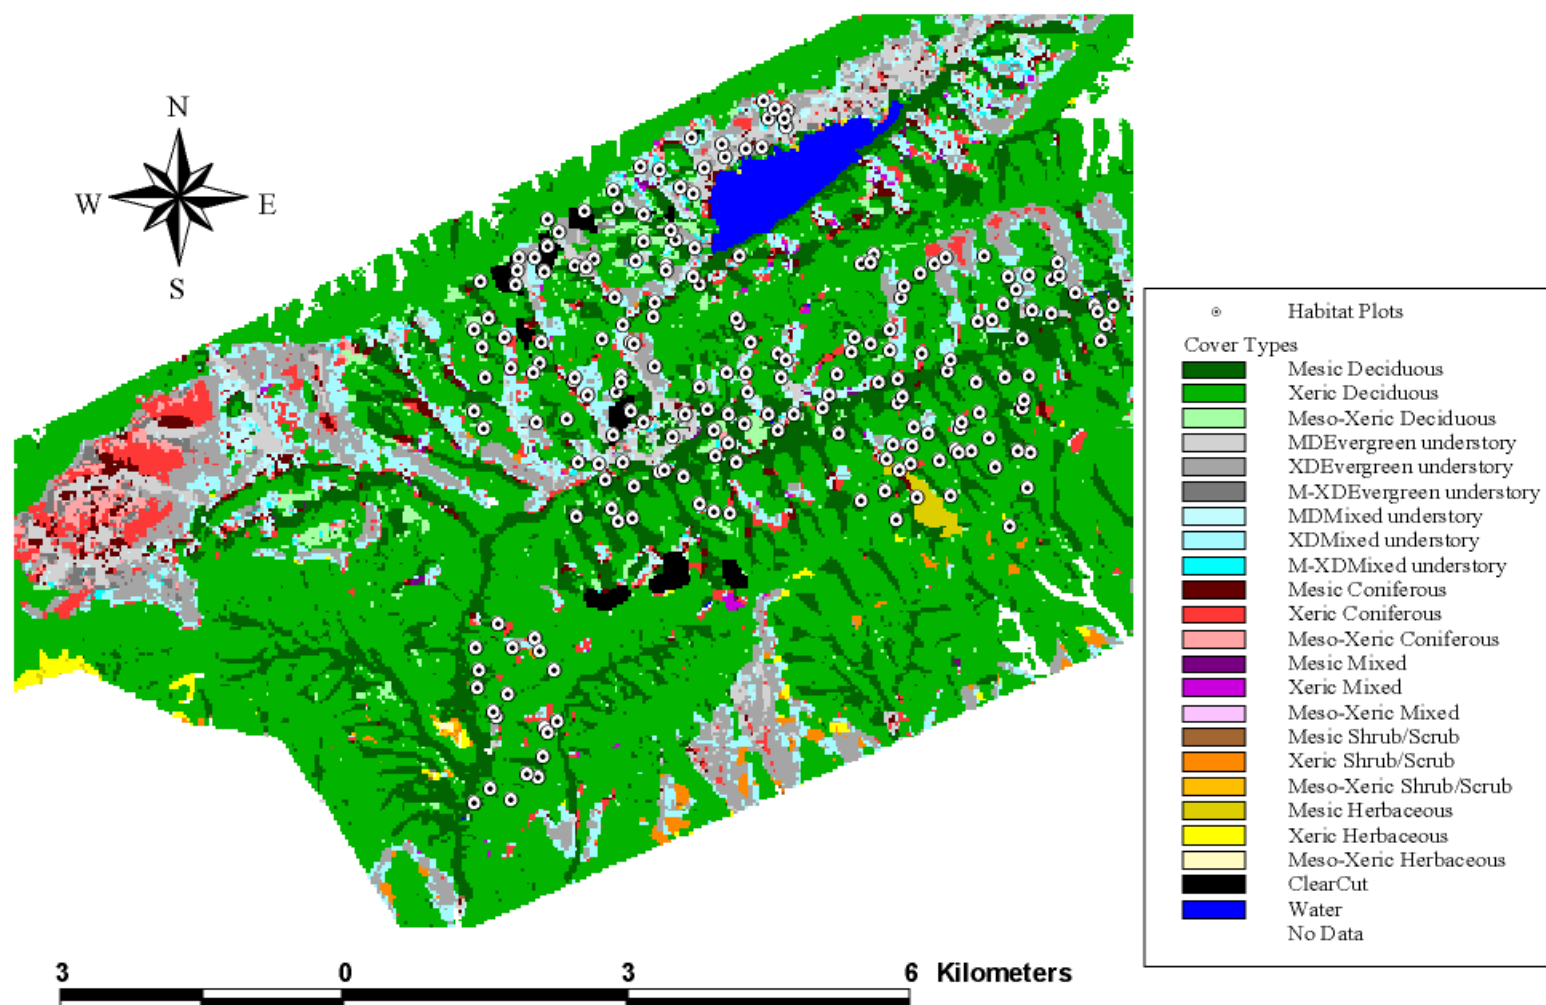 N
W
E
S
Habitat Plots
Cover Types
Mesic Deciduous
Xeric Deciduous
Meso-Xeric Deciduous
MDEvergreen understory
XDEvergreen understory
M-XDEvergreen understory
MDMixed understory
XDMixed understory
M-XDMixed understory
Mesic Coniferous
Xeric Coniferous
Meso-Xeric Coniferous
Mesic Mixed
Xeric Mixed
Meso-Xeric Mixed
Mesic Shrub/Scrub
Xeric Shrub/Scrub
Meso-Xeric Shrub/Scrub
Mesic Herbaceous
Xeric Herbaceous
Meso-Xeric Herbaceous
ClearCut
Water
No Data
3 0 3 6 Kilometers